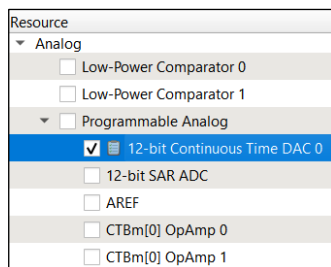 Resource
Analog
Low-Power Comparator 0
Low-Power Comparator 1
Programmable Analog
12-bit Continuous Time DAC 0
12-bit SAR ADC
AREF
CTBm[0] OpAmp 0
CTBm[0] OpAmp 1